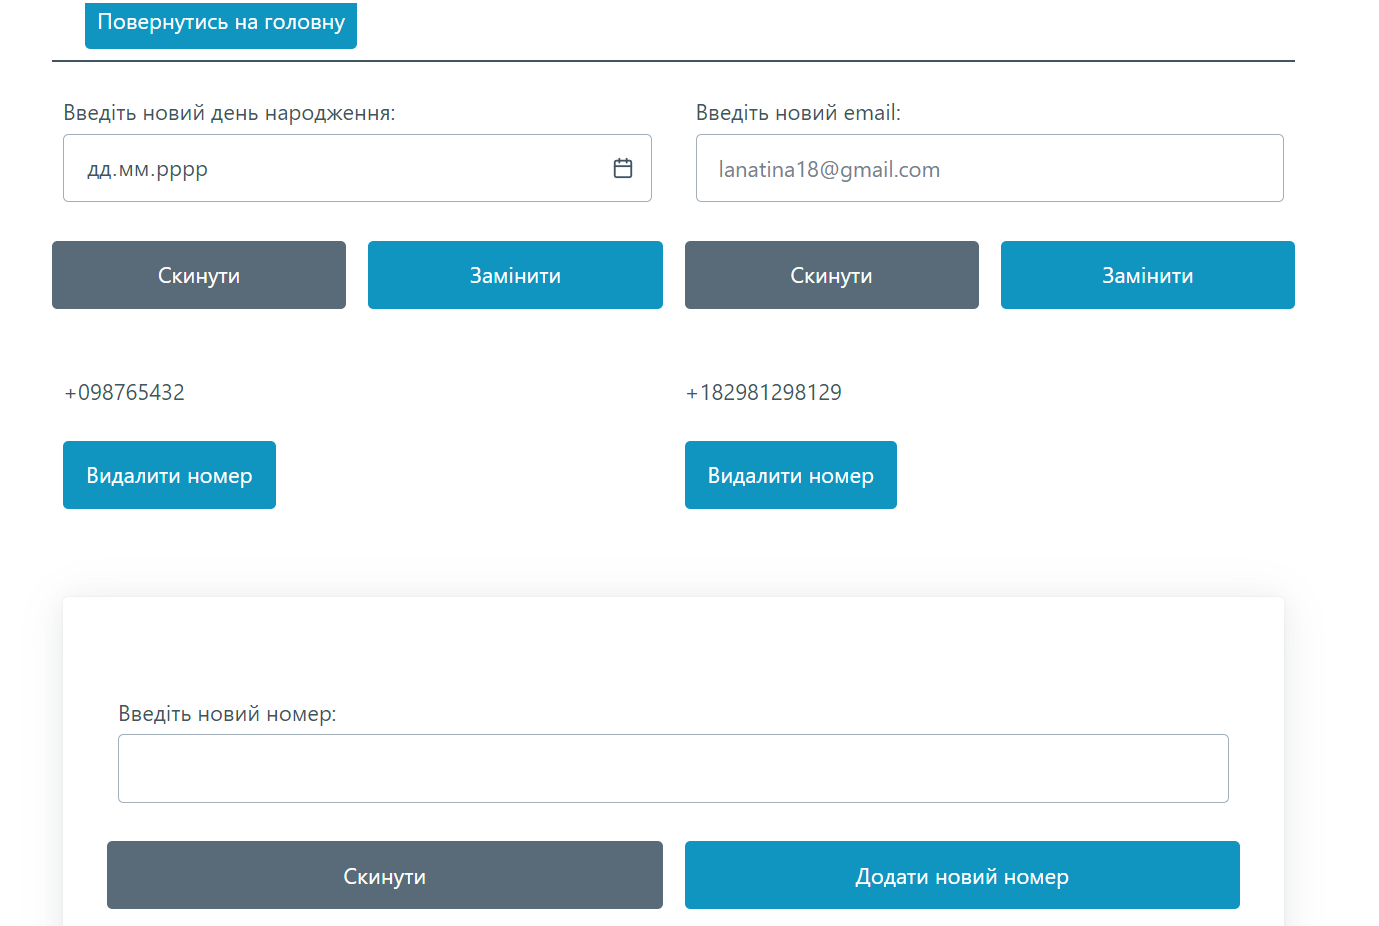 Повернутись на головну
Введіть новий день народження:
Введіть новий email:
дд.мм.рррр
lanatina18@gmail.com
Скинути
Замінити
Скинути
Замінити
+098765432
+182981298129
Видалити номер
Видалити номер
Введіть новий номер:
Скинути
Додати новий номер